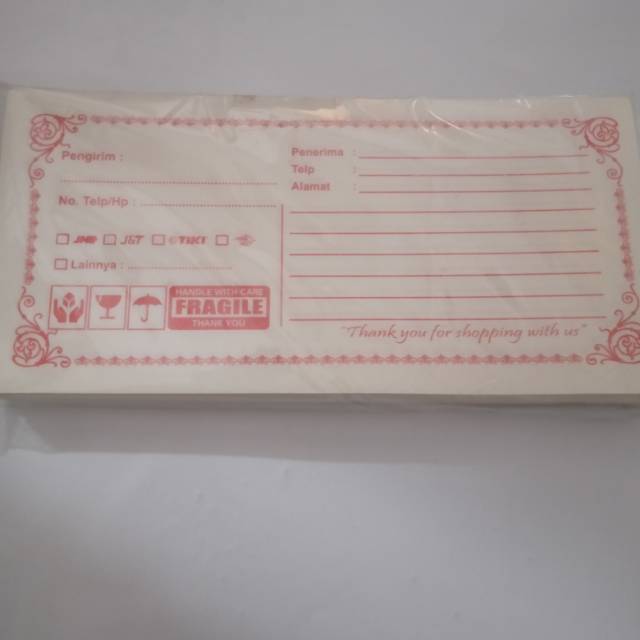 Pengirim :
No. Telp/Hp :
JNE J&T TIKI
Lainnya :
HANDLE WITH CARE
FRAGILE
THANK YOU
Penerima :
Telp :
Alamat :
"Thank you for shopping with us"